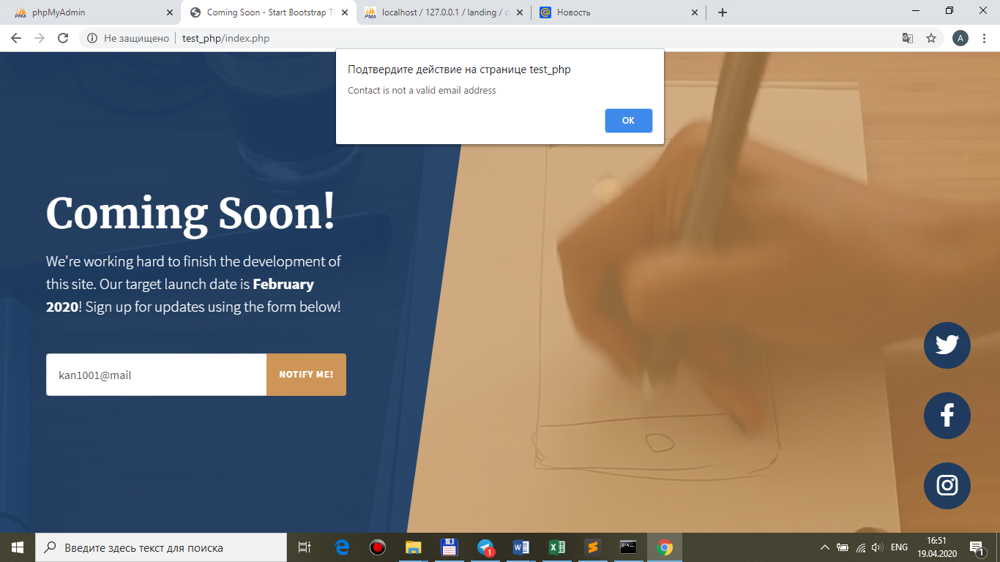 phpMyAdmin
Coming Soon - Start Bootstrap Th
localhost / 127.0.0.1 / landing / c
Новость
Не защищено
test_php/index.php
A
Подтвердите действие на странице test_php
Contact is not a valid email address
OK
Coming Soon!
We're working hard to finish the development of
this site. Our target launch date is February
2020! Sign up for updates using the form below!
kan1001@mail
NOTIFY ME!
Введите здесь текст для поиска
1
ENG
16:51
19.04.2020
1